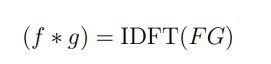 (f ∗ g) = IDFT(FG)